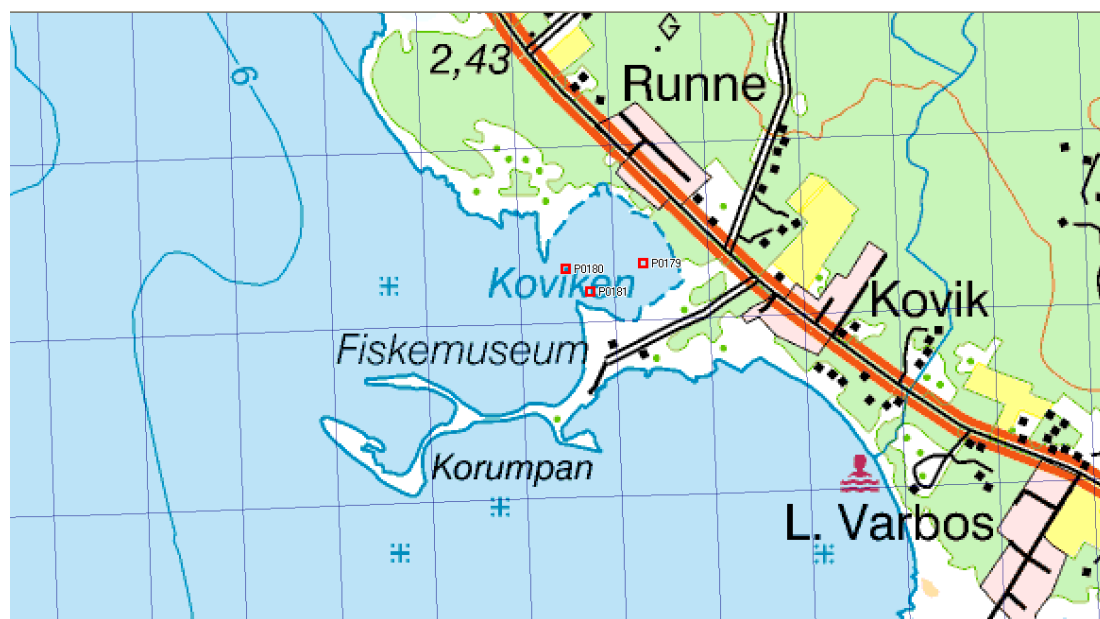 2,43
Runne
6
P0179
P0180
Koviken
P0181
Kovik
Fiskemuseum
Korumpan
L. Varbos